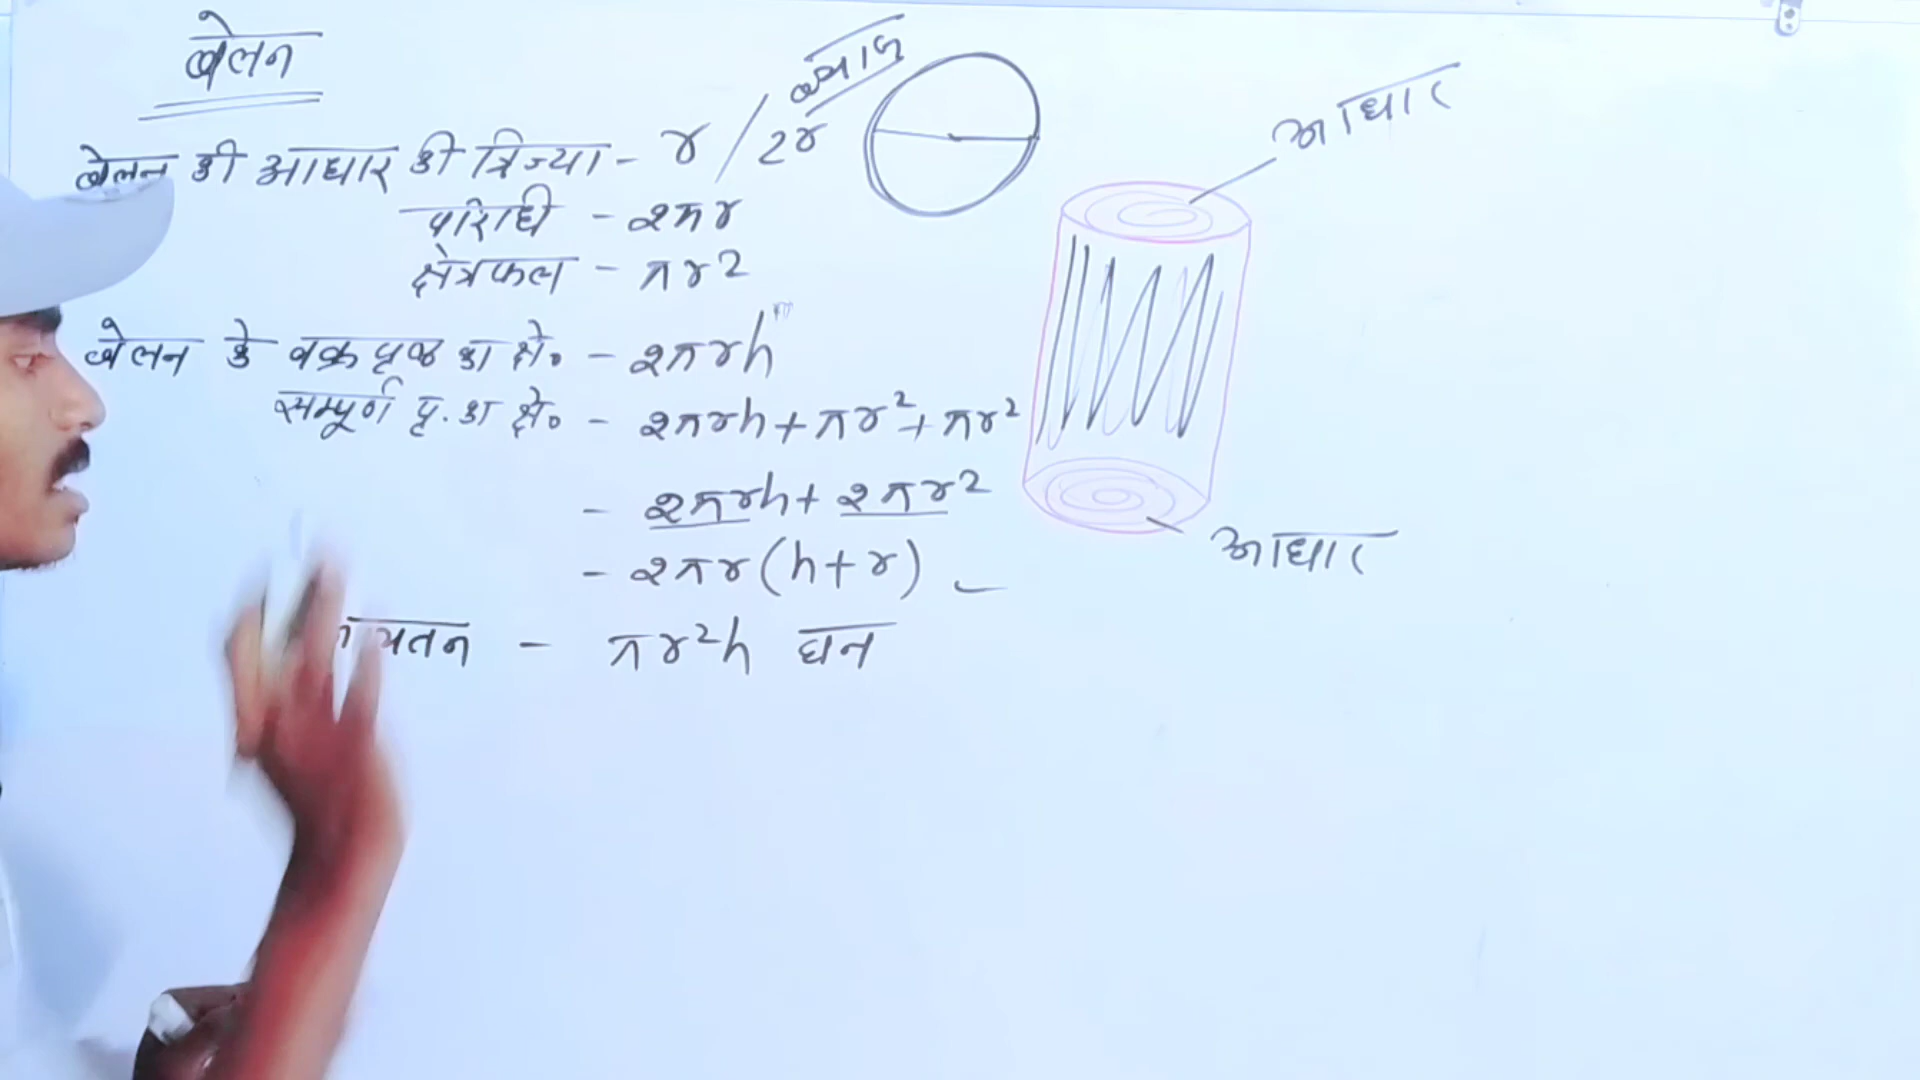 बेलन
बेलन की आधार की त्रिज्या - r / 2r व्यास
परिधी - 2πr
क्षेत्रफल - πr2
बेलन के वक्र पृष्ठ का क्षे० - 2πrh
सम्पूर्ण पृ. का क्षे० - 2πrh + πr² + πr²
- 2πrh + 2πr²
- 2πr(h+r)
यतन - πr²h घन
आधार
आधार